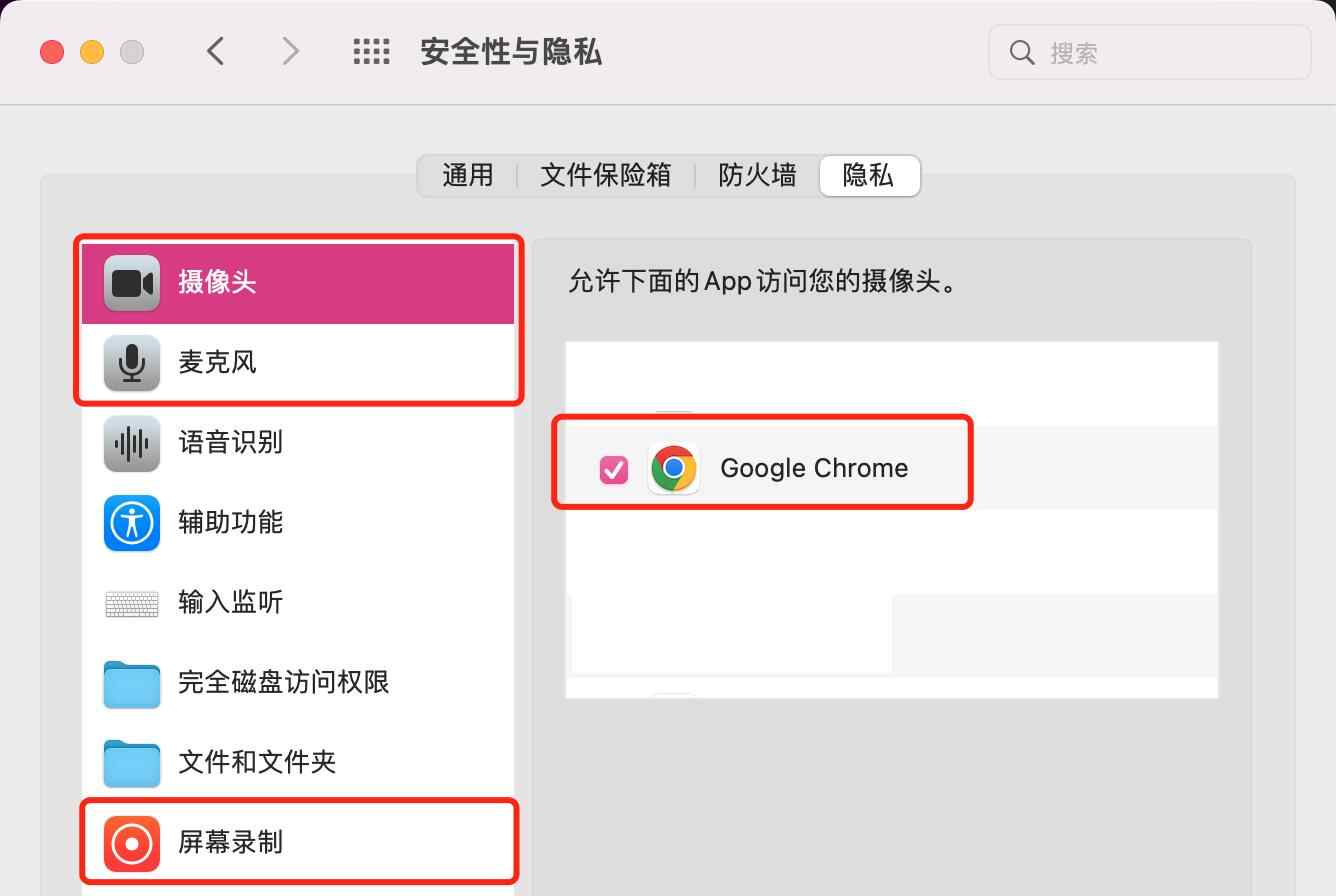 安全性与隐私
搜索
通用 文件保险箱 防火墙 隐私
摄像头
麦克风
语音识别
辅助功能
输入监听
完全磁盘访问权限
文件和文件夹
屏幕录制
允许下面的App访问您的摄像头。
Google Chrome